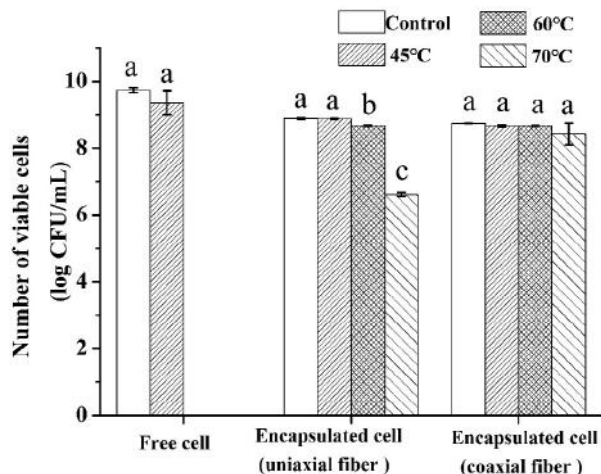 Control
60°C
45°C
70°C
Number of viable cells
(log CFU/mL)
10
8
6
4
2
0
a a
a a b c
a a a a
Free cell
Encapsulated cell
(uniaxial fiber )
Encapsulated cell
(coaxial fiber )